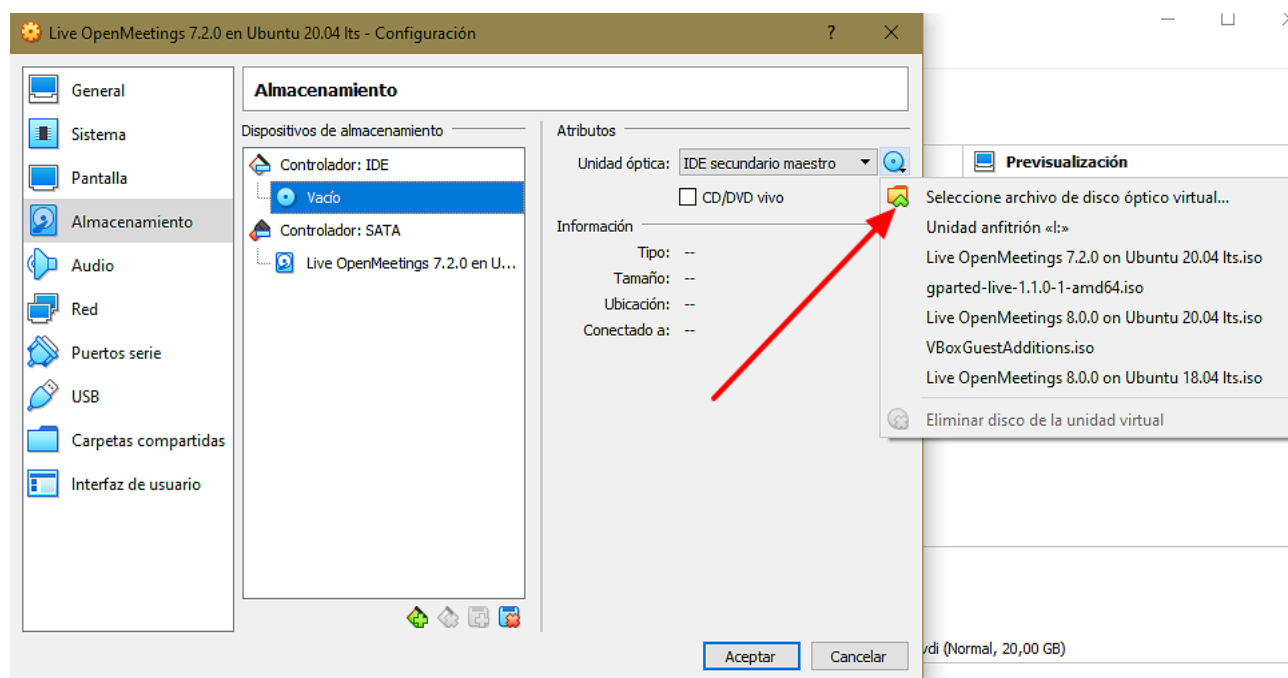 Live OpenMeetings 7.2.0 en Ubuntu 20.04 lts - Configuración
?
General
Sistema
Pantalla
Almacenamiento
Audio
Red
Puertos serie
USB
Carpetas compartidas
Interfaz de usuario
Almacenamiento
Dispositivos de almacenamiento
Controlador: IDE
Vacío
Controlador: SATA
Live OpenMeetings 7.2.0 en U...
Atributos
Unidad óptica: IDE secundario maestro
CD/DVD vivo
Información
Tipo: --
Tamaño: --
Ubicación: --
Conectado a: --
Aceptar
Cancelar
Previsualización
Seleccione archivo de disco óptico virtual...
Unidad anfitrión «I:»
Live OpenMeetings 7.2.0 on Ubuntu 20.04 lts.iso
gparted-live-1.1.0-1-amd64.iso
Live OpenMeetings 8.0.0 on Ubuntu 20.04 lts.iso
VBoxGuestAdditions.iso
Live OpenMeetings 8.0.0 on Ubuntu 18.04 lts.iso
Eliminar disco de la unidad virtual
vdi (Normal, 20,00 GB)